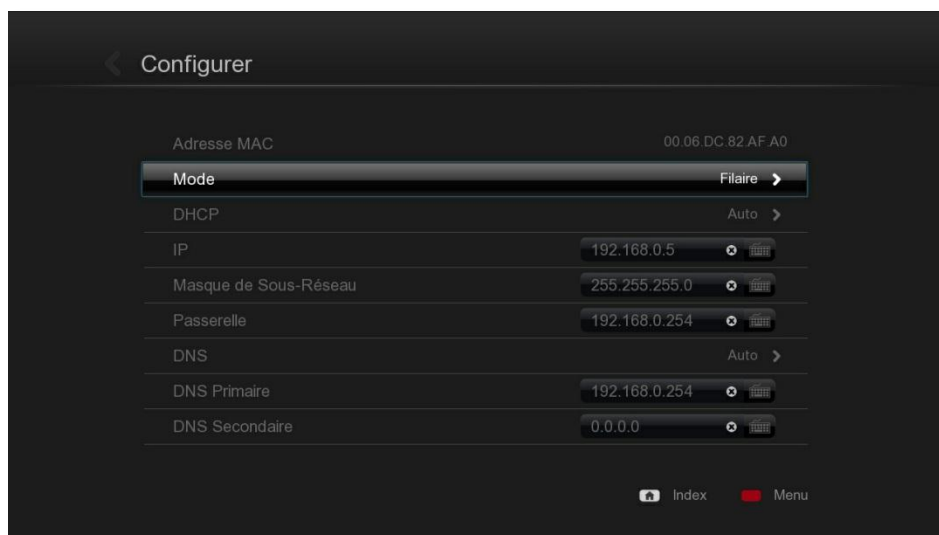 Configurer
Adresse MAC 00.06.DC.82.AF.A0
Mode Filaire
DHCP Auto
IP 192.168.0.5
Masque de Sous-Réseau 255.255.255.0
Passerelle 192.168.0.254
DNS Auto
DNS Primaire 192.168.0.254
DNS Secondaire 0.0.0.0
Index Menu